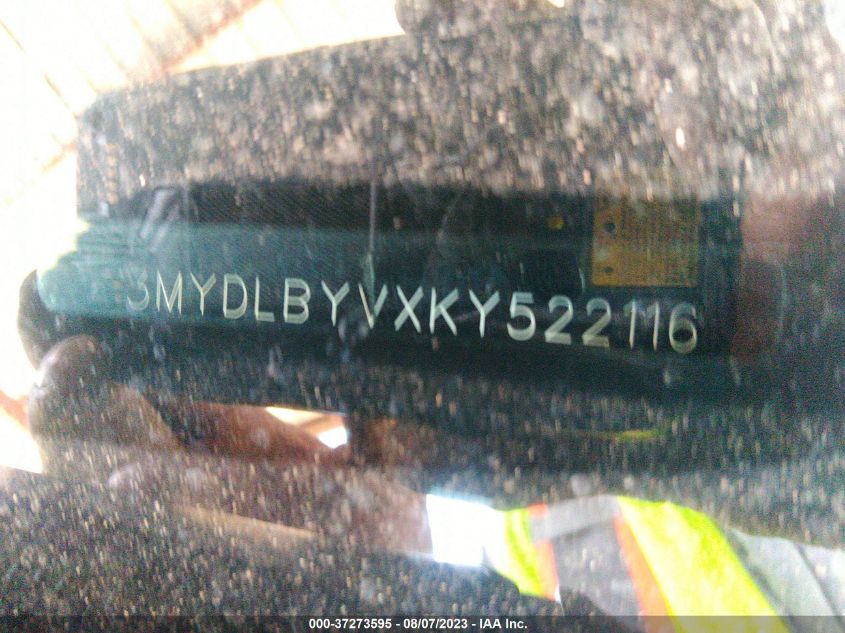 3MYDLBYVXKY522116
000-37273595 - 08/07/2023 - IAA Inc.